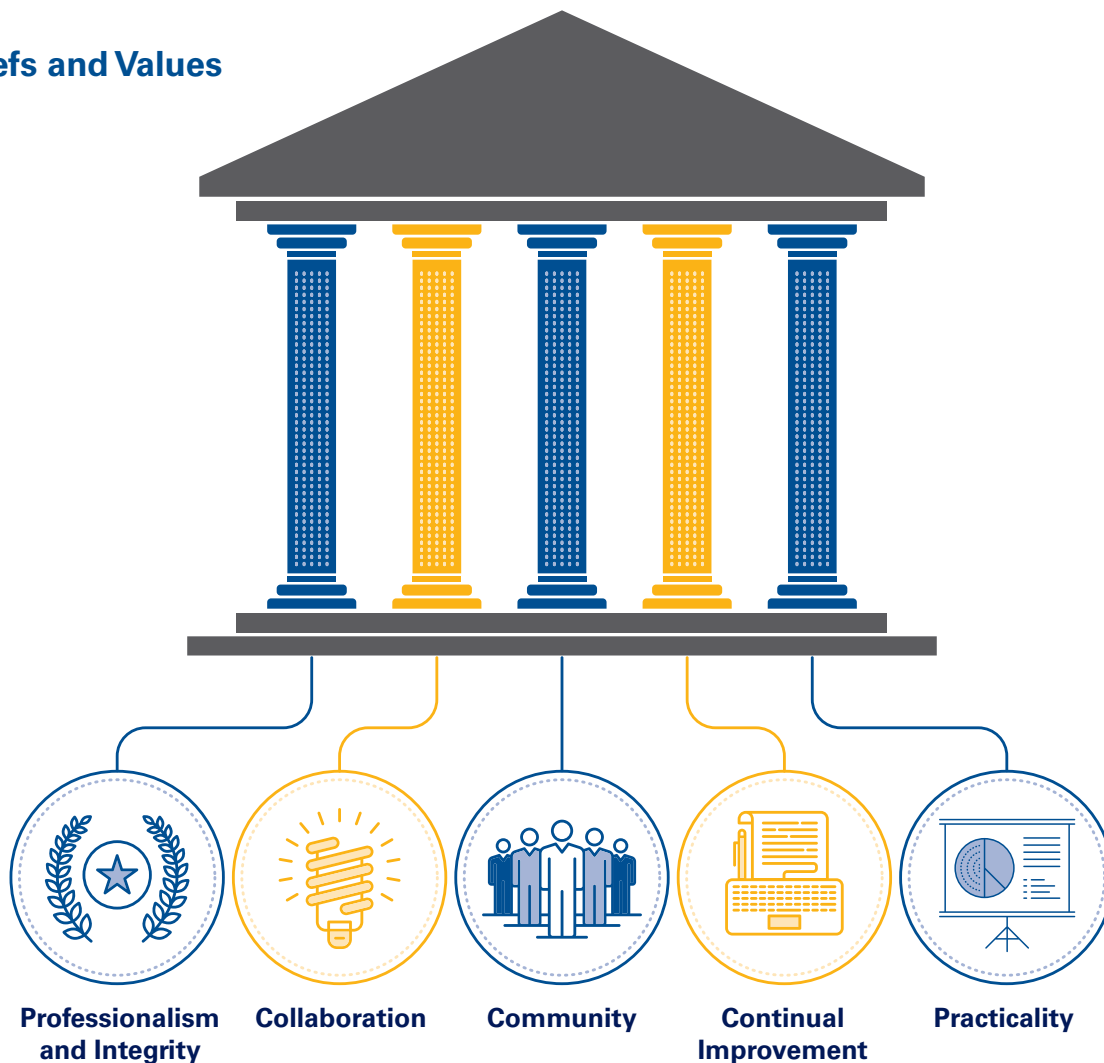 efs and Values
Professionalism
and Integrity
Collaboration
Community
Continual
Improvement
Practicality